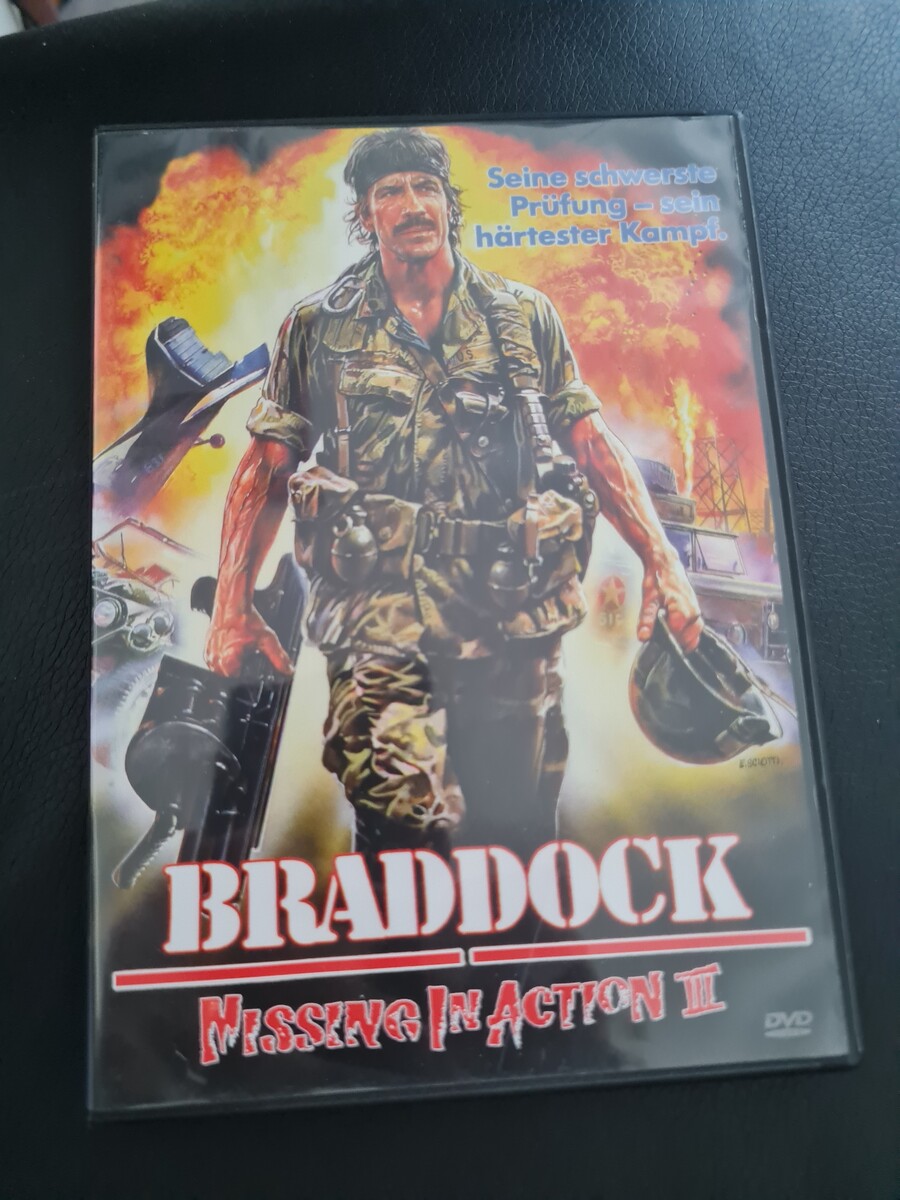 Seine schwerste
Prüfung – sein
härtester Kampf.
U.S
BRADDOCK
MISSING IN ACTION III
DVD